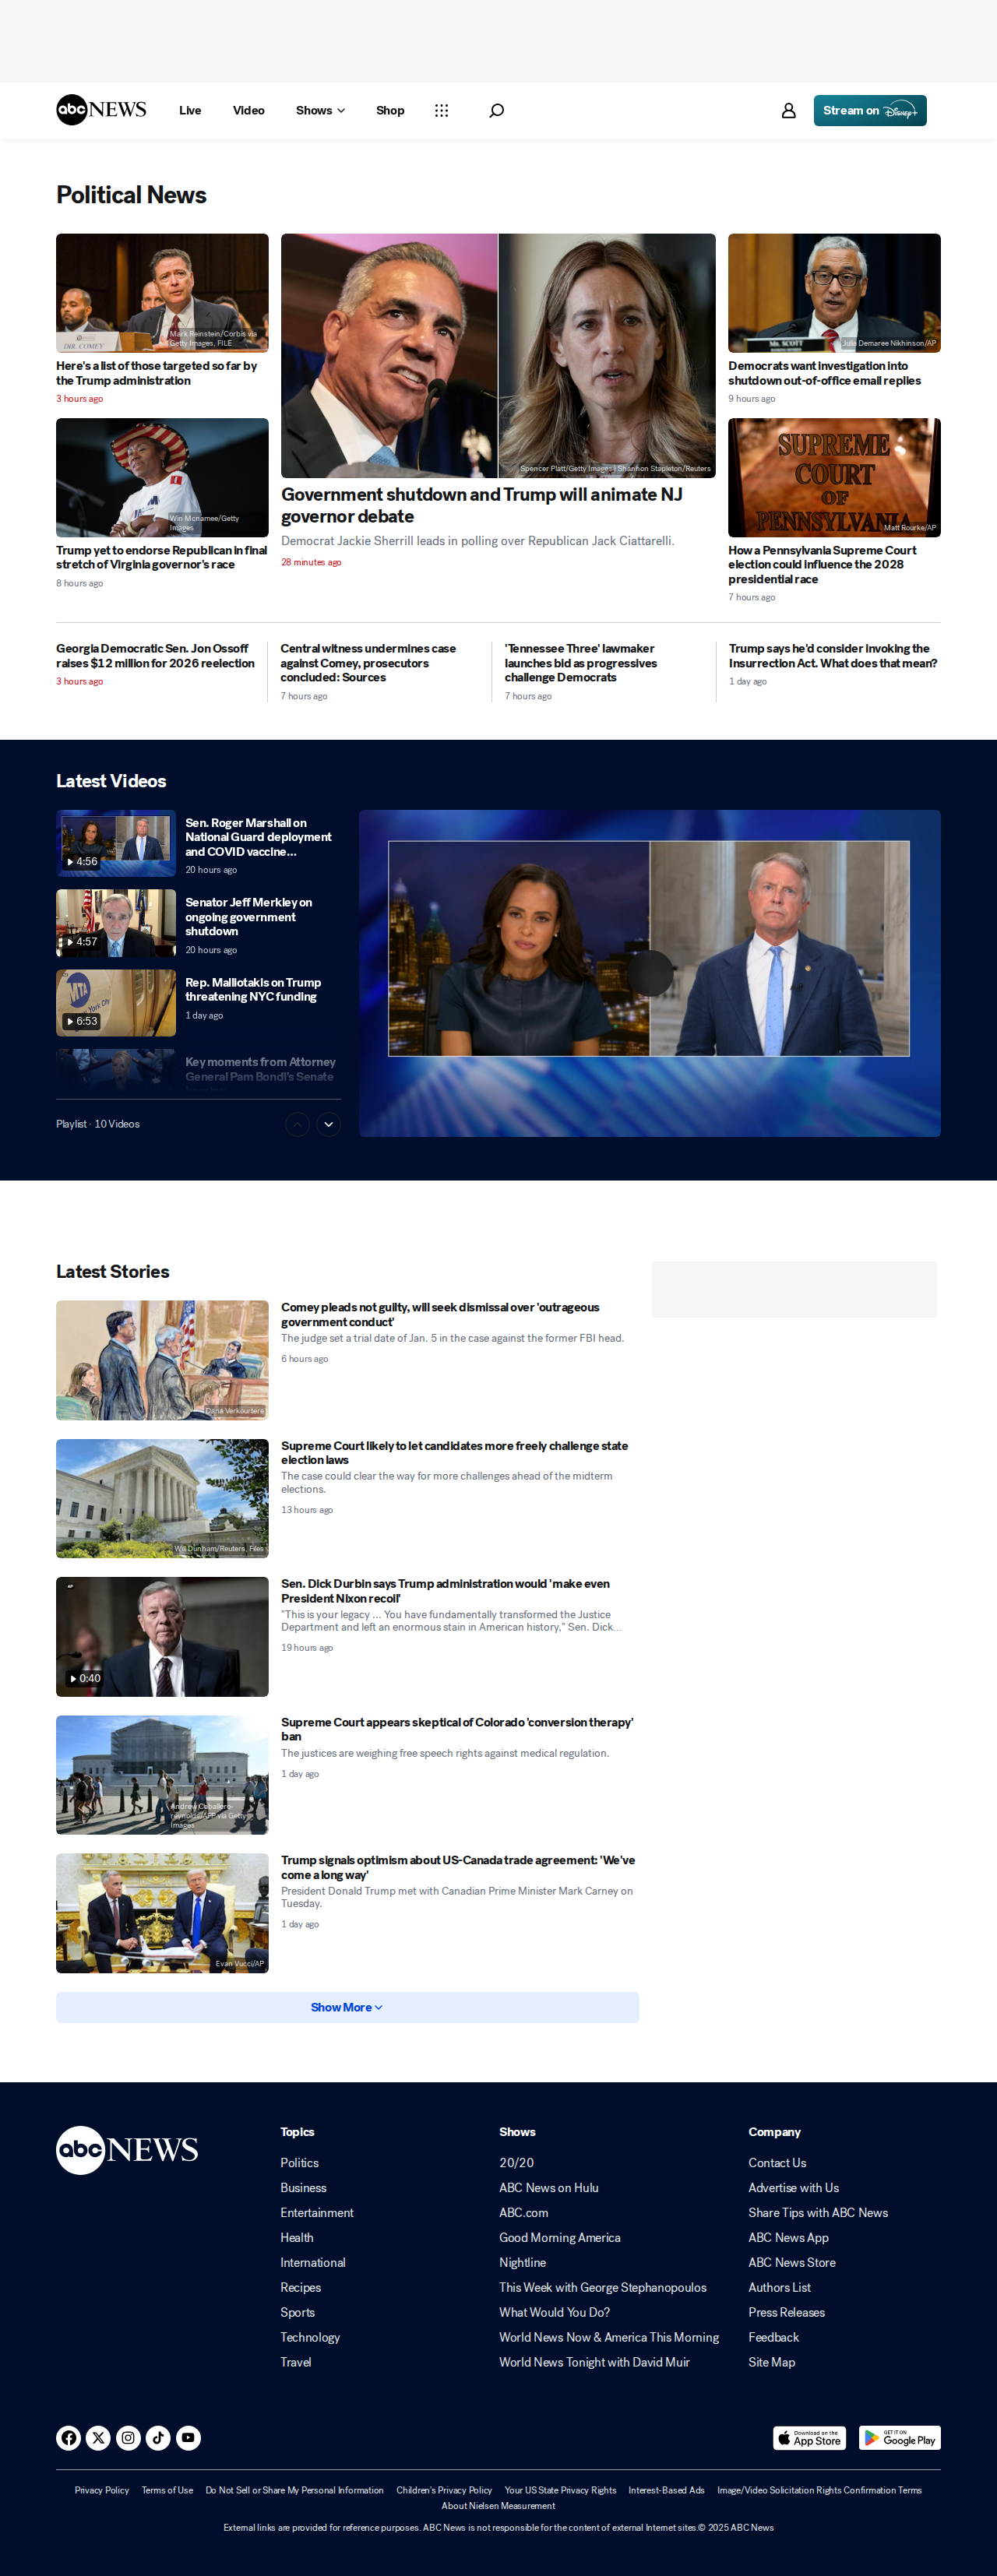 abc NEWS
Live
Video
Shows
Shop
Stream on Disney+
Political News
Mark Reinstein/Corbis via
Getty Images, FILE
DIR. COMEY
Here's a list of those targeted so far by
the Trump administration
3 hours ago
Win Mcnamee/Getty
Images
Trump yet to endorse Republican in final
stretch of Virginia governor's race
8 hours ago
Spencer Platt/Getty Images | Shannon Stapleton/Reuters
Government shutdown and Trump will animate NJ
governor debate
Democrat Jackie Sherrill leads in polling over Republican Jack Ciattarelli.
28 minutes ago
Mr. SCOTT
Julia Demaree Nikhinson/AP
Democrats want investigation into
shutdown out-of-office email replies
9 hours ago
SUPREME
COURT
OF
PENNSYLVANIA
Matt Rourke/AP
How a Pennsylvania Supreme Court
election could influence the 2028
presidential race
7 hours ago
Georgia Democratic Sen. Jon Ossoff
raises $12 million for 2026 reelection
3 hours ago
Central witness undermines case
against Comey, prosecutors
concluded: Sources
7 hours ago
'Tennessee Three' lawmaker
launches bid as progressives
challenge Democrats
7 hours ago
Trump says he'd consider invoking the
Insurrection Act. What does that mean?
1 day ago
Latest Videos
4:56
Sen. Roger Marshall on
National Guard deployment
and COVID vaccine...
20 hours ago
4:57
Senator Jeff Merkley on
ongoing government
shutdown
20 hours ago
MTA
6:53
Rep. Malliotakis on Trump
threatening NYC funding
1 day ago
Key moments from Attorney
General Pam Bondi's Senate
Playlist · 10 Videos
Latest Stories
Dana Verkouteren
Comey pleads not guilty, will seek dismissal over 'outrageous
government conduct'
The judge set a trial date of Jan. 5 in the case against the former FBI head.
6 hours ago
Will Dunham/Reuters, Files
Supreme Court likely to let candidates more freely challenge state
election laws
The case could clear the way for more challenges ahead of the midterm
elections.
13 hours ago
0:40
Sen. Dick Durbin says Trump administration would 'make even
President Nixon recoil'
"This is your legacy ... You have fundamentally transformed the Justice
Department and left an enormous stain in American history," Sen. Dick...
19 hours ago
Andrew Caballero-
reynolds/AFP via Getty
Images
Supreme Court appears skeptical of Colorado 'conversion therapy'
ban
The justices are weighing free speech rights against medical regulation.
1 day ago
Evan Vucci/AP
Trump signals optimism about US-Canada trade agreement: 'We've
come a long way'
President Donald Trump met with Canadian Prime Minister Mark Carney on
Tuesday.
1 day ago
Show More
abc NEWS
Topics
Politics
Business
Entertainment
Health
International
Recipes
Sports
Technology
Travel
Shows
20/20
ABC News on Hulu
ABC.com
Good Morning America
Nightline
This Week with George Stephanopoulos
What Would You Do?
World News Now & America This Morning
World News Tonight with David Muir
Company
Contact Us
Advertise with Us
Share Tips with ABC News
ABC News App
ABC News Store
Authors List
Press Releases
Feedback
Site Map
Download on the
App Store
GET IT ON
Google Play
Privacy Policy
Terms of Use
Do Not Sell or Share My Personal Information
Children's Privacy Policy
Your US State Privacy Rights
Interest-Based Ads
Image/Video Solicitation Rights Confirmation Terms
About Nielsen Measurement
External links are provided for reference purposes. ABC News is not responsible for the content of external Internet sites.© 2025 ABC News